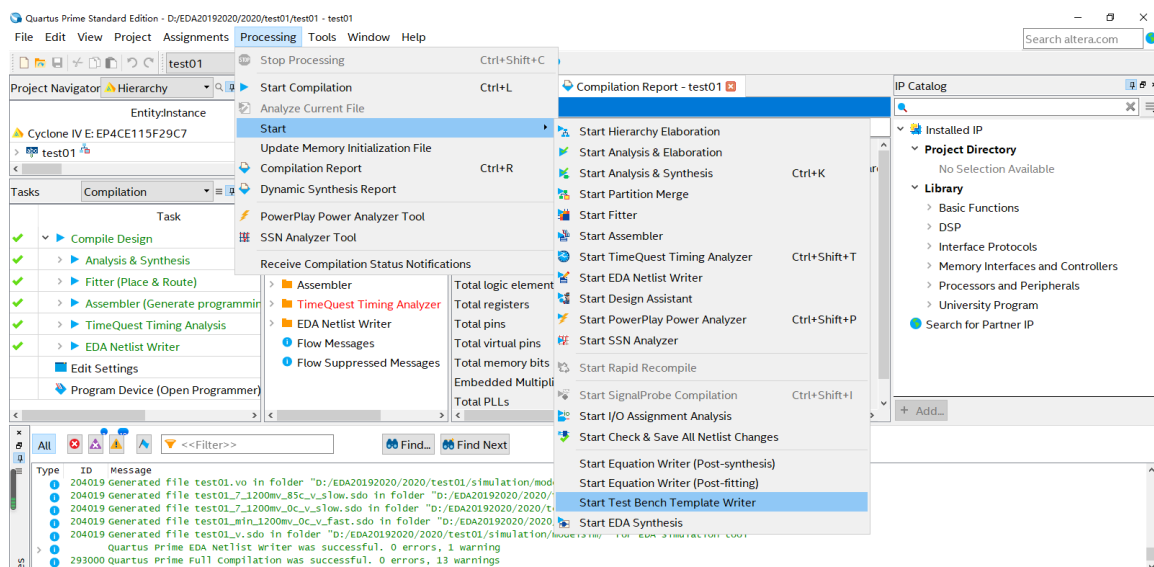 Quartus Prime Standard Edition - D:/EDA20192020/2020/test01/test01 - test01
File Edit View Project Assignments Processing Tools Window Help
Search altera.com
test01
Stop Processing Ctrl+Shift+C
Start Compilation Ctrl+L
Analyze Current File
Start
Update Memory Initialization File
Compilation Report Ctrl+R
Dynamic Synthesis Report
PowerPlay Power Analyzer Tool
SSN Analyzer Tool
Receive Compilation Status Notifications
Project Navigator Hierarchy
Entity:Instance
Cyclone IV E: EP4CE115F29C7
test01
Tasks Compilation
Task
Compile Design
Analysis & Synthesis
Fitter (Place & Route)
Assembler (Generate programmin
TimeQuest Timing Analysis
EDA Netlist Writer
Edit Settings
Program Device (Open Programmer)
Assembler
TimeQuest Timing Analyzer
EDA Netlist Writer
Flow Messages
Flow Suppressed Messages
Total logic element
Total registers
Total pins
Total virtual pins
Total memory bits
Embedded Multipli
Total PLLs
Compilation Report - test01
Start Hierarchy Elaboration
Start Analysis & Elaboration
Start Analysis & Synthesis Ctrl+K
Start Partition Merge
Start Fitter
Start Assembler
Start TimeQuest Timing Analyzer Ctrl+Shift+T
Start EDA Netlist Writer
Start Design Assistant
Start PowerPlay Power Analyzer Ctrl+Shift+P
Start SSN Analyzer
Start Rapid Recompile
Start SignalProbe Compilation Ctrl+Shift+I
Start I/O Assignment Analysis
Start Check & Save All Netlist Changes
Start Equation Writer (Post-synthesis)
Start Equation Writer (Post-fitting)
Start Test Bench Template Writer
Start EDA Synthesis
IP Catalog
Installed IP
Project Directory
No Selection Available
Library
Basic Functions
DSP
Interface Protocols
Memory Interfaces and Controllers
Processors and Peripherals
University Program
Search for Partner IP
+ Add...
All <<Filter>> Find... Find Next
Type ID Message
204019 Generated file test01.vo in folder "D:/EDA20192020/2020/test01/simulation/mod
204019 Generated file test01_7_1200mv_85c_v_slow.sdo in folder "D:/EDA20192020/2020/
204019 Generated file test01_7_1200mv_0c_v_slow.sdo in folder "D:/EDA20192020/2020/t
204019 Generated file test01_min_1200mv_0c_v_fast.sdo in folder "D:/EDA20192020/2020
204019 Generated file test01_v.sdo in folder "D:/EDA20192020/2020/test01/simulation/modelsim/" for EDA simulation tool
Quartus Prime EDA Netlist Writer was successful. 0 errors, 1 warning
293000 Quartus Prime Full Compilation was successful. 0 errors, 13 warnings